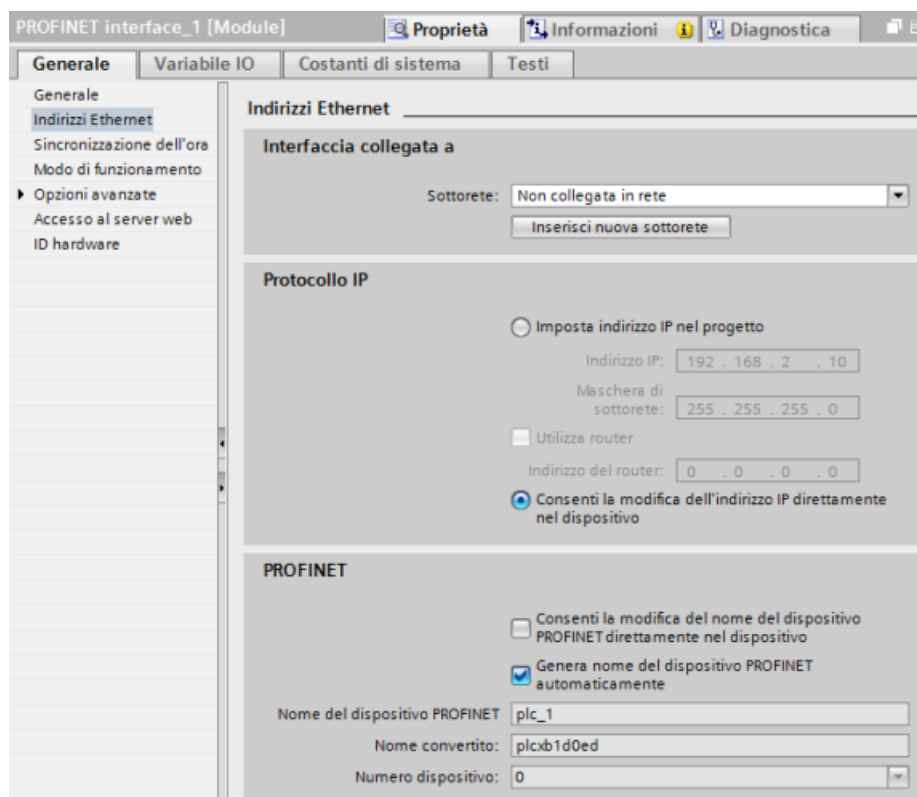 PROFINET interface_1 [Module]
Proprietà
Informazioni
Diagnostica
Generale
Variabile IO
Costanti di sistema
Testi
Generale
Indirizzi Ethernet
Sincronizzazione dell'ora
Modo di funzionamento
Opzioni avanzate
Accesso al server web
ID hardware
Indirizzi Ethernet
Interfaccia collegata a
Sottorete: Non collegata in rete
Inserisci nuova sottorete
Protocollo IP
Imposta indirizzo IP nel progetto
Indirizzo IP: 192 . 168 . 2 . 10
Maschera di
sottorete: 255 . 255 . 255 . 0
Utilizza router
Indirizzo del router: 0 . 0 . 0 . 0
Consenti la modifica dell'indirizzo IP direttamente
nel dispositivo
PROFINET
Consenti la modifica del nome del dispositivo
PROFINET direttamente nel dispositivo
Genera nome del dispositivo PROFINET
automaticamente
Nome del dispositivo PROFINET plc_1
Nome convertito: plcxb1d0ed
Numero dispositivo: 0